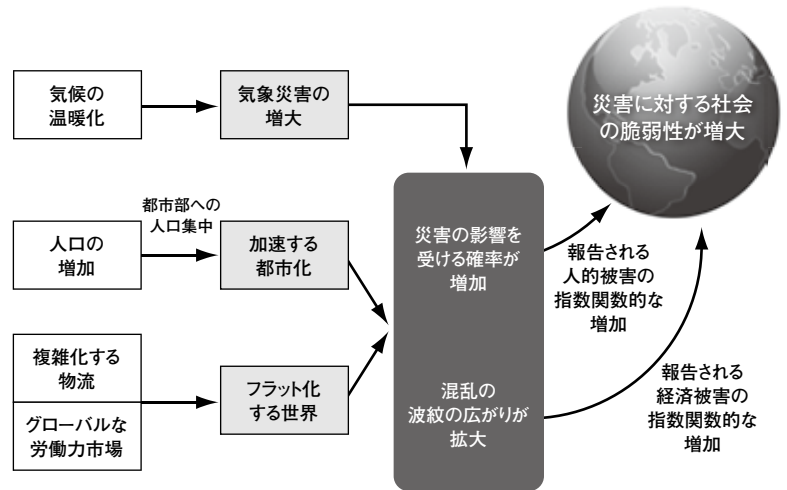 気候の
温暖化
気象災害の
増大
災害に対する社会
の脆弱性が増大
都市部への
人口集中
人口の
増加
加速する
都市化
災害の影響を
受ける確率が
増加
報告される
人的被害の
指数関数的な
増加
複雑化する
物流
グローバルな
労働力市場
フラット化
する世界
混乱の
波紋の広がりが
拡大
報告される
経済被害の
指数関数的な
増加